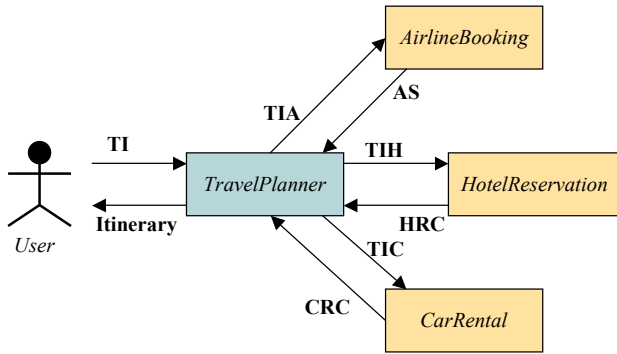 AirlineBooking
TIA
AS
TI
TravelPlanner
TIH
HotelReservation
Itinerary
HRC
User
TIC
CRC
CarRental